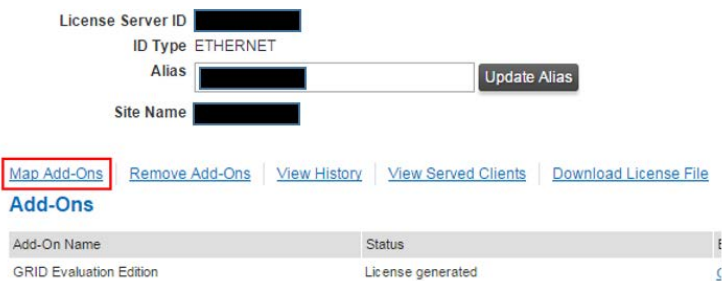 License Server ID
ID Type ETHERNET
Alias Update Alias
Site Name
Map Add-Ons Remove Add-Ons View History View Served Clients Download License File
Add-Ons
Add-On Name Status
GRID Evaluation Edition License generated